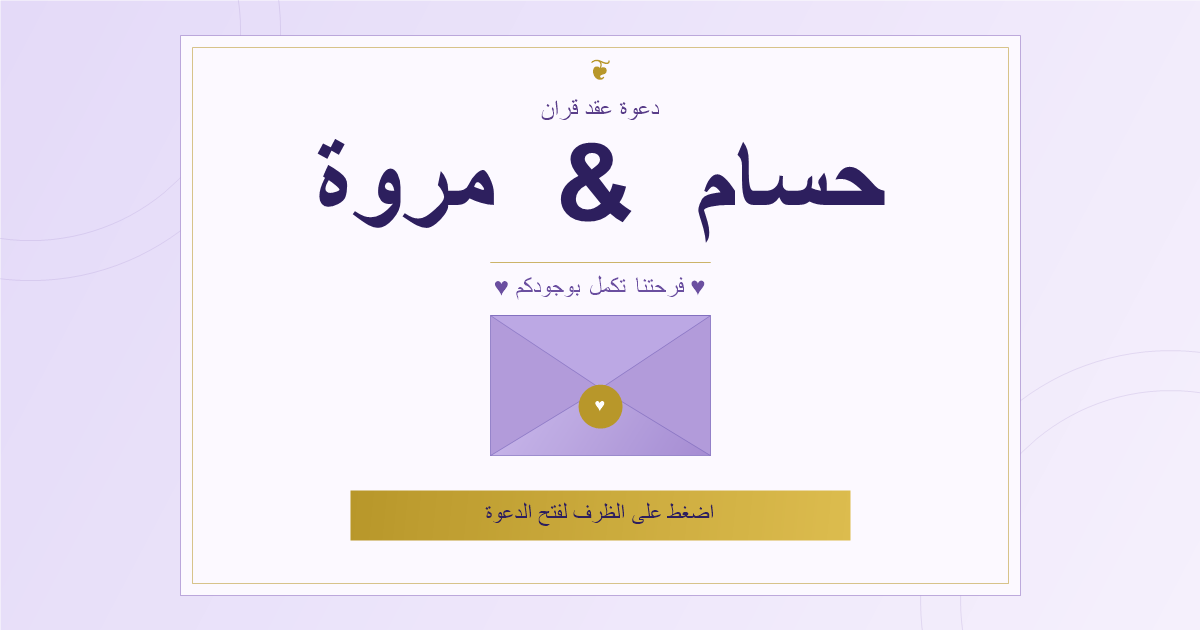 دعوة عقد قران
حسام & مروة
♥ فرحتنا تكمل بوجودكم ♥
اضغط على الظرف لفتح الدعوة